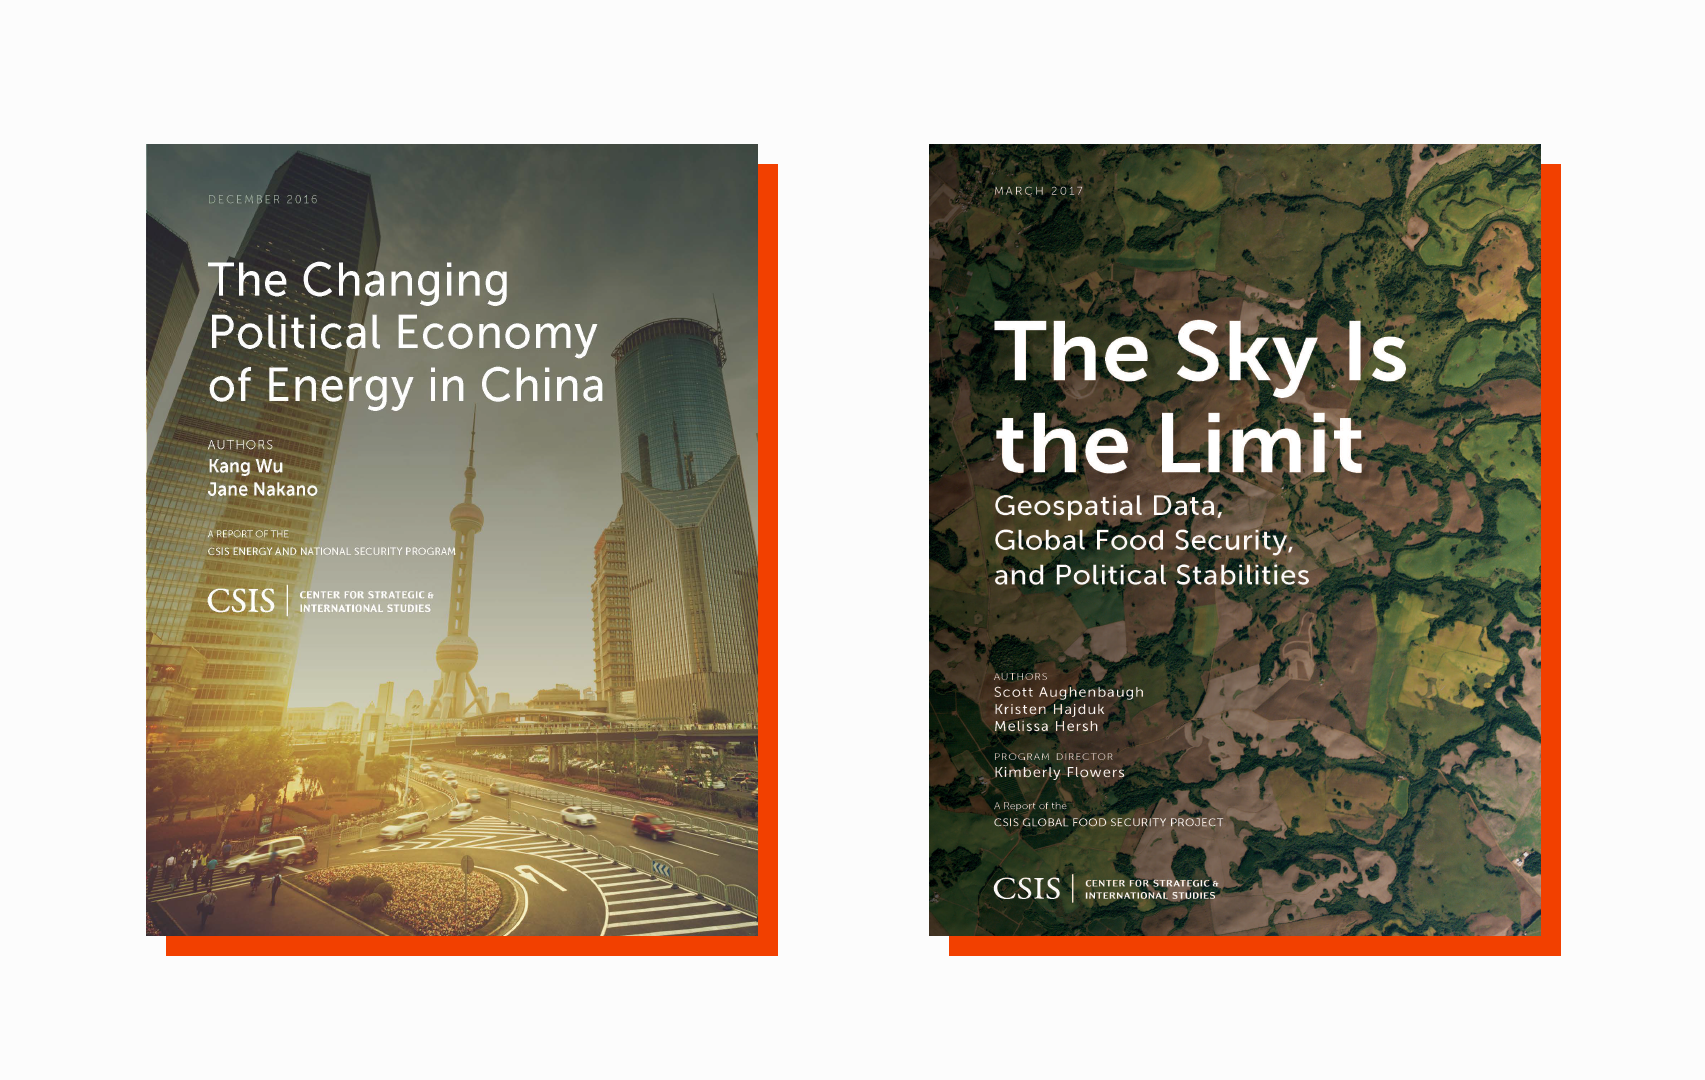 DECEMBER 2016
The Changing
Political Economy
of Energy in China
AUTHORS
Kang Wu
Jane Nakano
A REPORT OF THE
CSIS ENERGY AND NATIONAL SECURITY PROGRAM
CSIS | CENTER FOR STRATEGIC &
INTERNATIONAL STUDIES
MARCH 2017
The Sky Is
the Limit
Geospatial Data,
Global Food Security,
and Political Stabilities
AUTHORS
Scott Aughenbaugh
Kristen Hajduk
Melissa Hersh
PROGRAM DIRECTOR
Kimberly Flowers
A Report of the
CSIS GLOBAL FOOD SECURITY PROJECT
CSIS | CENTER FOR STRATEGIC &
INTERNATIONAL STUDIES